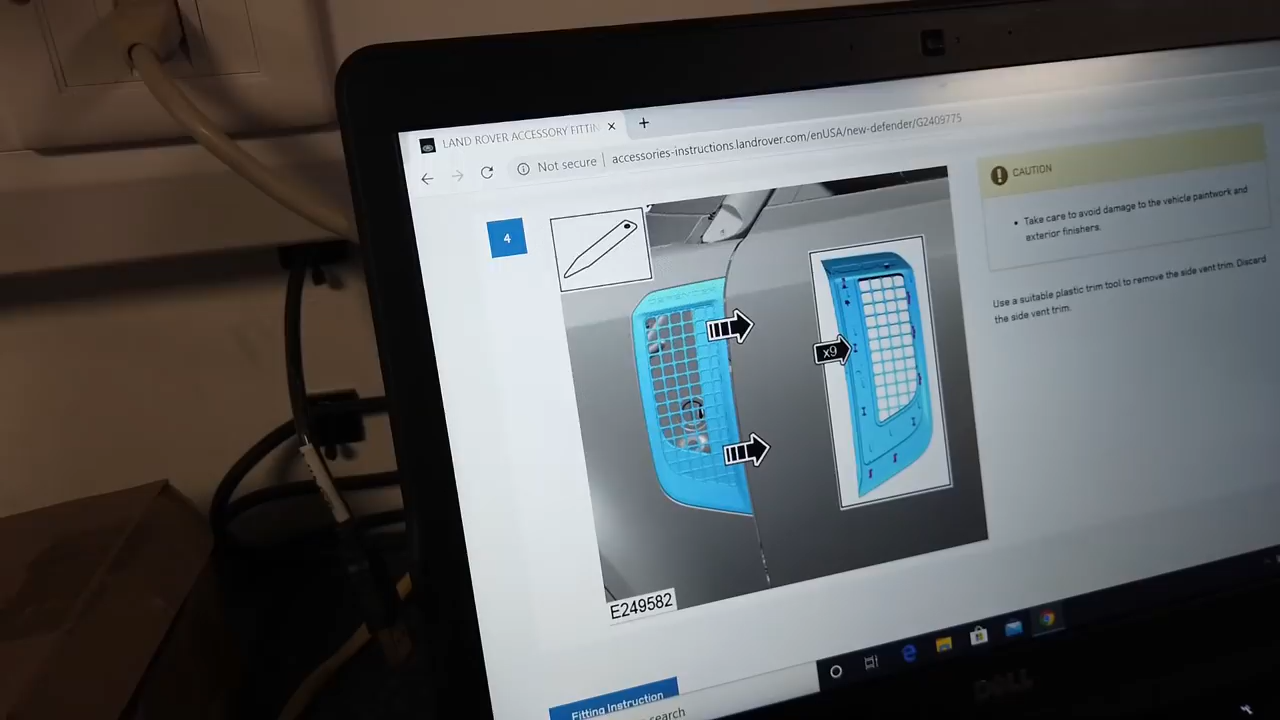 LAND ROVER ACCESSORY FITTIN
Not secure
accessories-instructions.landrover.com/enUSA/new-defender/G2409775
4
CAUTION
• Take care to avoid damage to the vehicle paintwork and
exterior finishers.
Use a suitable plastic trim tool to remove the side vent trim. Discard
the side vent trim.
x9
E249582
Fitting Instruction
search
DELL